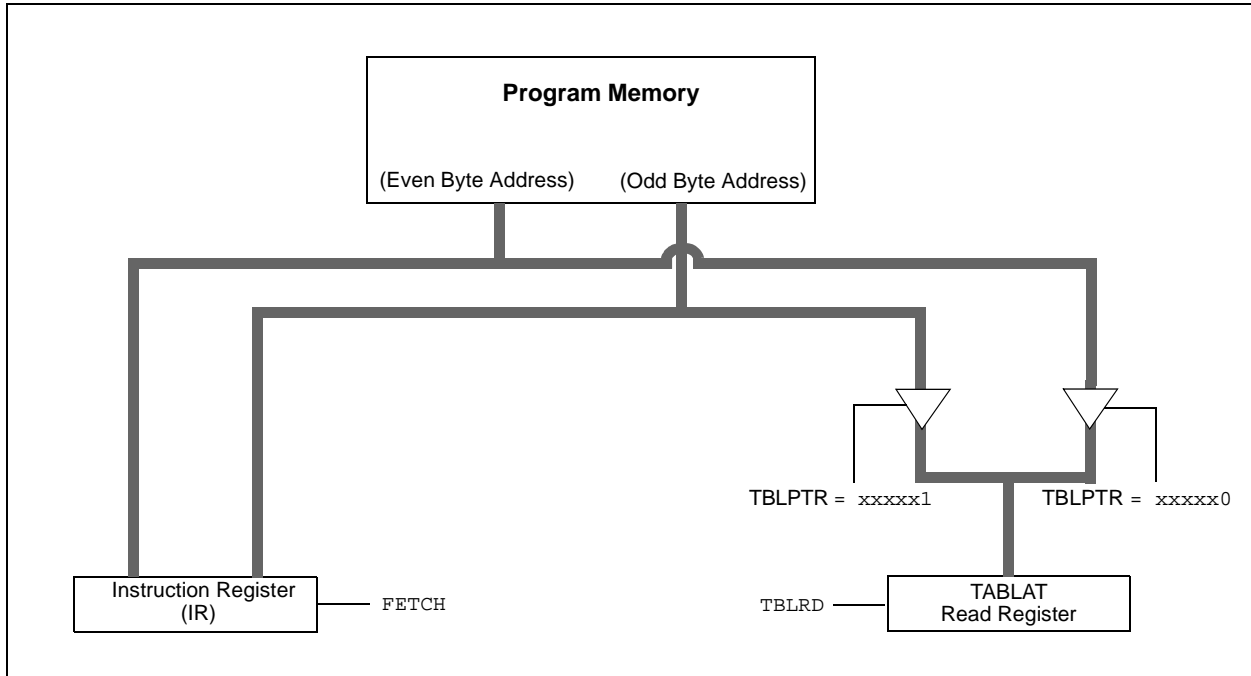 Program Memory
(Even Byte Address) (Odd Byte Address)
TBLPTR = xxxxx1
TBLPTR = xxxxx0
Instruction Register
(IR)
FETCH
TBLRD
TABLAT
Read Register